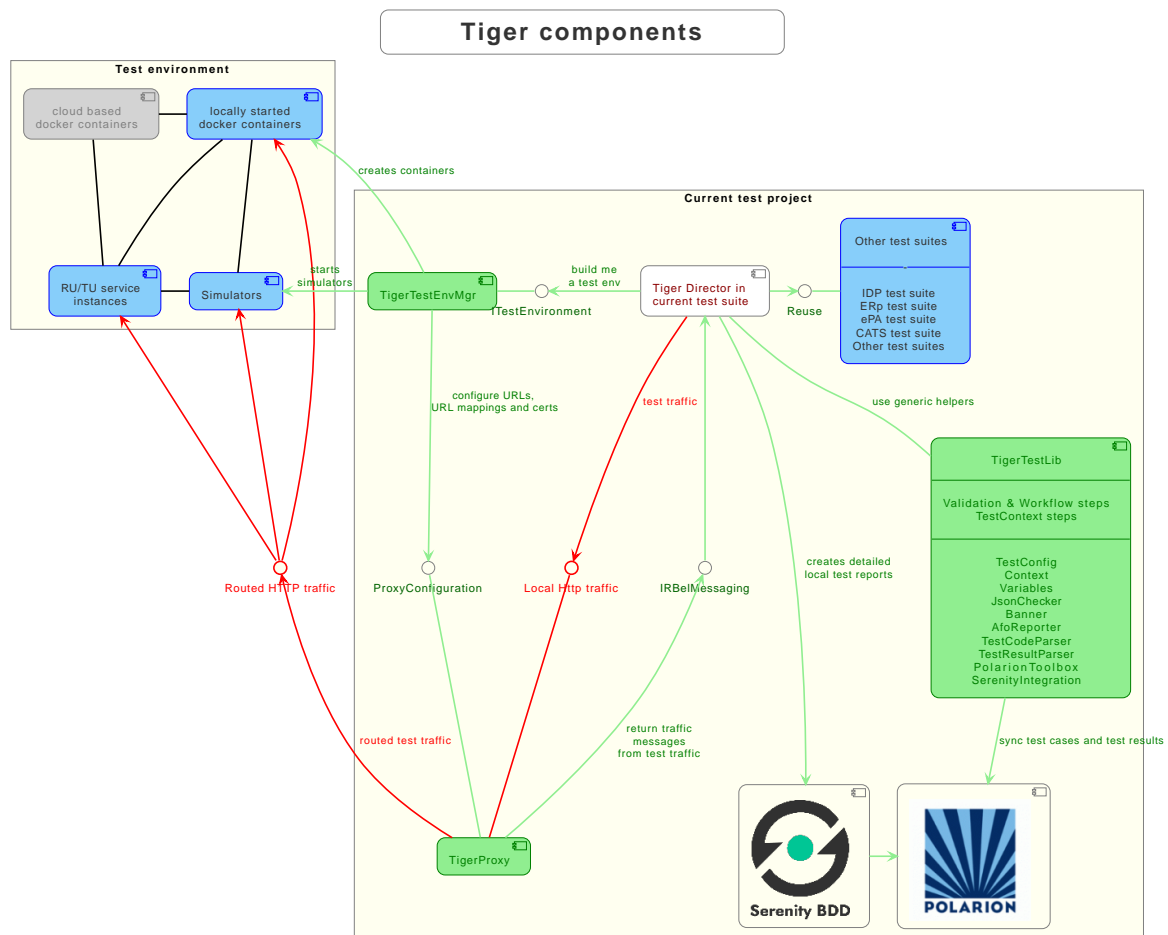 Tiger components
Test environment
cloud based
docker containers
locally started
docker containers
creates containers
Current test project
Other test suites
IDP test suite
ERp test suite
ePA test suite
CATS test suite
Other test suites
RU/TU service
instances
Simulators
starts
simulators
TigerTestEnvMgr
build me
a test env
ITestEnvironment
Tiger Director in
current test suite
Reuse
configure URLs,
URL mappings and certs
test traffic
use generic helpers
TigerTestLib
Validation & Workflow steps
TestContext steps
TestConfig
Context
Variables
JsonChecker
Banner
AfoReporter
TestCodeParser
TestResultParser
PolarionToolbox
SerenityIntegration
creates detailed
local test reports
Routed HTTP traffic
ProxyConfiguration
Local Http traffic
IRBelMessaging
routed test traffic
return traffic
messages
from test traffic
sync test cases and test results
TigerProxy
Serenity BDD
POLARION